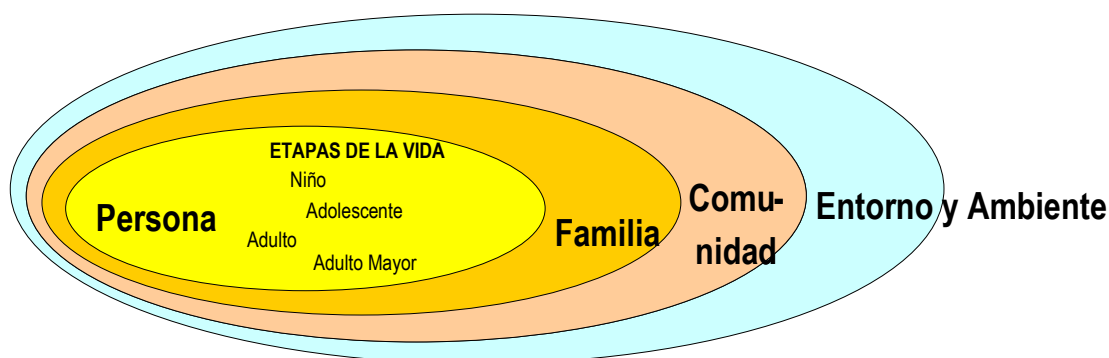 ETAPAS DE LA VIDA
Niño
Persona
Adolescente
Adulto
Adulto Mayor
Familia
Comu-
nidad
Entorno y Ambiente